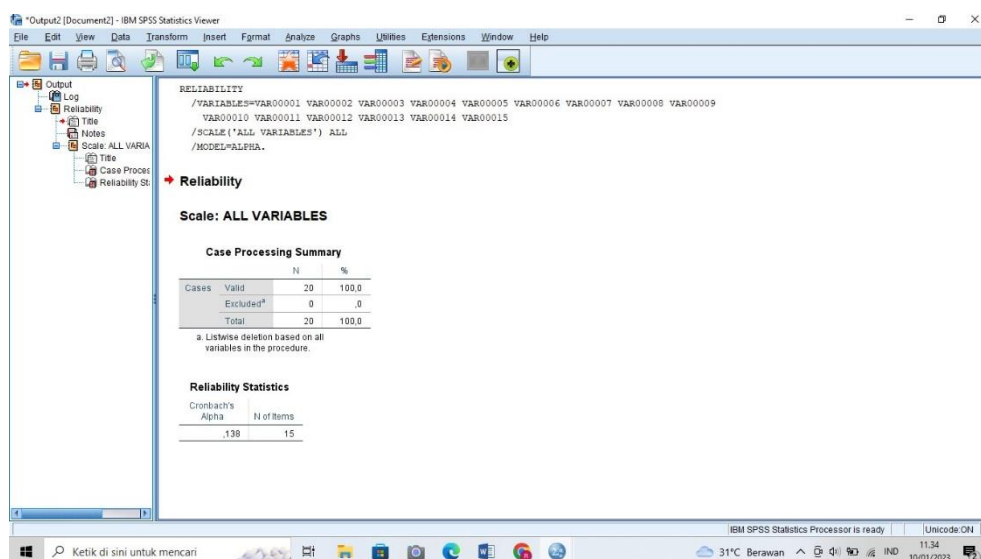 *Output2 [Document2] - IBM SPSS Statistics Viewer
File Edit View Data Transform Insert Format Analyze Graphs Utilities Extensions Window Help
Output
Log
Reliability
Title
Notes
Scale: ALL VARIA
Title
Case Proces
Reliability St
RELIABILITY
/VARIABLES=VAR00001 VAR00002 VAR00003 VAR00004 VAR00005 VAR00006 VAR00007 VAR00008 VAR00009
VAR00010 VAR00011 VAR00012 VAR00013 VAR00014 VAR00015
/SCALE('ALL VARIABLES') ALL
/MODEL=ALPHA.
Reliability
Scale: ALL VARIABLES
Case Processing Summary
N %
Cases Valid 20 100,0
Excludedª 0 ,0
Total 20 100,0
a. Listwise deletion based on all
variables in the procedure.
Reliability Statistics
Cronbach's
Alpha N of Items
,138 15
IBM SPSS Statistics Processor is ready Unicode:ON
Ketik di sini untuk mencari
31°C Berawan IND 11.34
10/01/2023